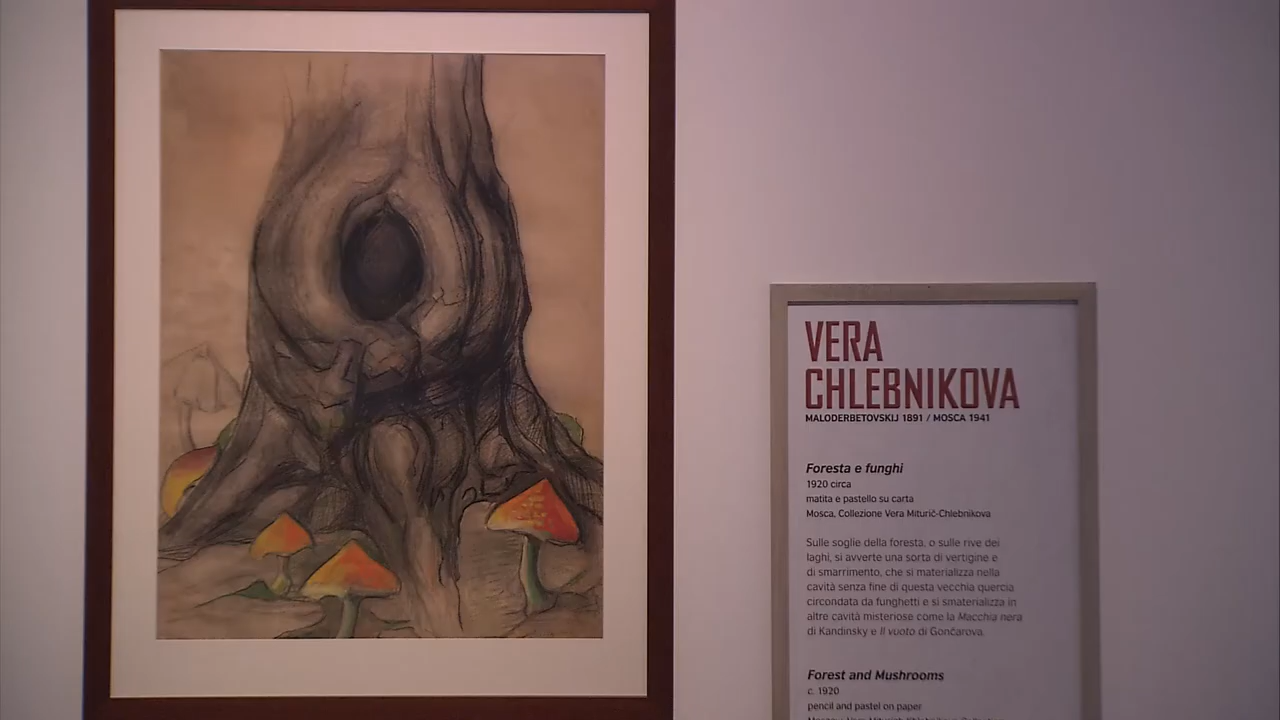 VERA
CHLEBNIKOVA
MALODERBETOVSKIJ 1891 / MOSCA 1941
Foresta e funghi
1920 circa
matita e pastello su carta
Mosca, Collezione Vera Miturič-Chlebnikova
Sulle soglie della foresta, o sulle rive dei
laghi, si avverte una sorta di vertigine e
di smarrimento, che si materializza nella
cavità senza fine di questa vecchia quercia
circondata da funghetti e si smaterializza in
altre cavità misteriose come la Macchia nera
di Kandinsky e Il vuoto di Gončarova.
Forest and Mushrooms
c. 1920
pencil and pastel on paper